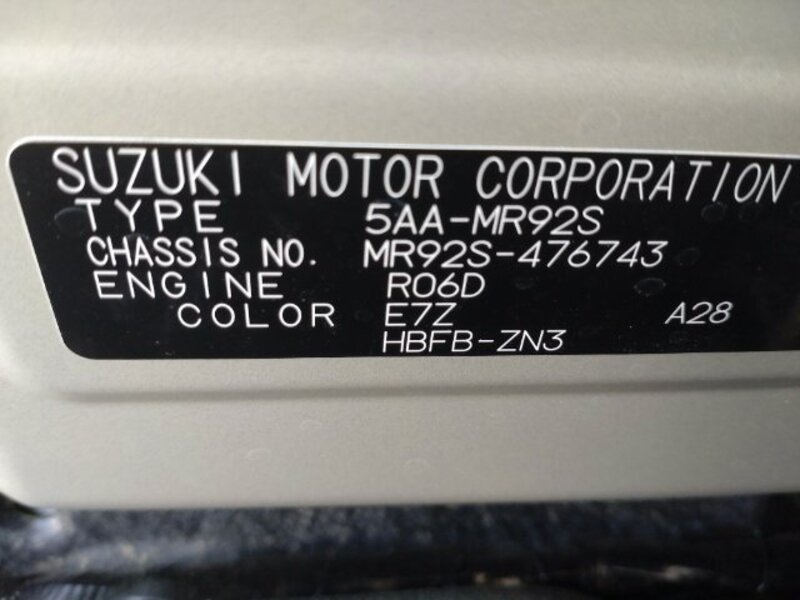 SUZUKI MOTOR CORPORATION
TYPE 5AA-MR92S
CHASSIS NO. MR92S-476743
ENGINE R06D
COLOR E7Z A28
HBFB-ZN3